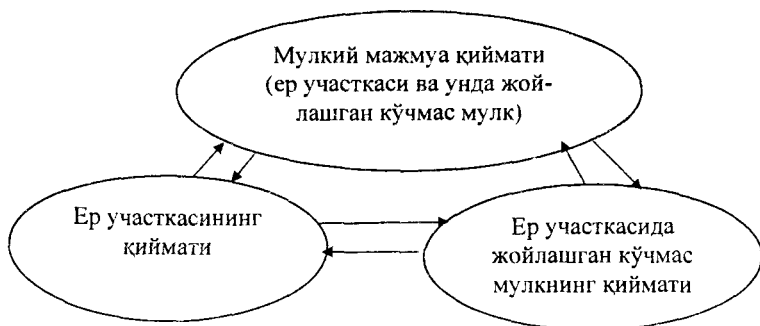 Мулкий мажмуа қиймати
(ер участкаси ва унда жой-
лашган кўчмас мулк)
Ер участкасининг
қиймати
Ер участкасида
жойлашган кўчмас
мулкнинг қиймати